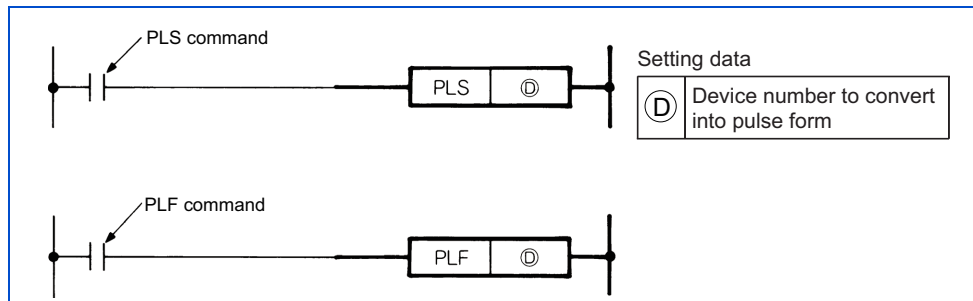 PLS command
PLS Ⓓ
Setting data
Ⓓ Device number to convert
into pulse form
PLF command
PLF Ⓓ